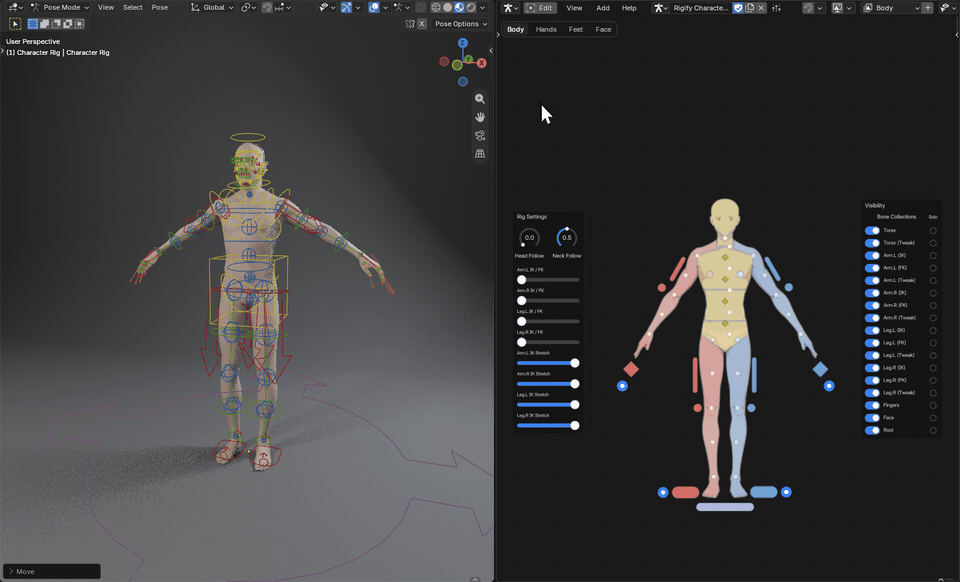 Pose Mode
View
Select
Pose
Global
Pose Options
User Perspective
(1) Character Rig | Character Rig
Z
Y
X
X
Move
Edit
View
Add
Help
Rigify Characte...
Body
Body
Hands
Feet
Face
Rig Settings
0.0
0.5
Head Follow
Neck Follow
Arm.L IK / FK
Arm.R IK / FK
Leg.L IK / FK
Leg.R IK / FK
Arm.L IK Stretch
Arm.R IK Stretch
Leg.L IK Stretch
Leg.R IK Stretch
Visibility
Bone Collections
Solo
Torso
Torso (Tweak)
Arm.L (IK)
Arm.L (FK)
Arm.L (Tweak)
Arm.R (IK)
Arm.R (FK)
Arm.R (Tweak)
Leg.L (IK)
Leg.L (FK)
Leg.L (Tweak)
Leg.R (IK)
Leg.R (FK)
Leg.R (Tweak)
Fingers
Face
Root